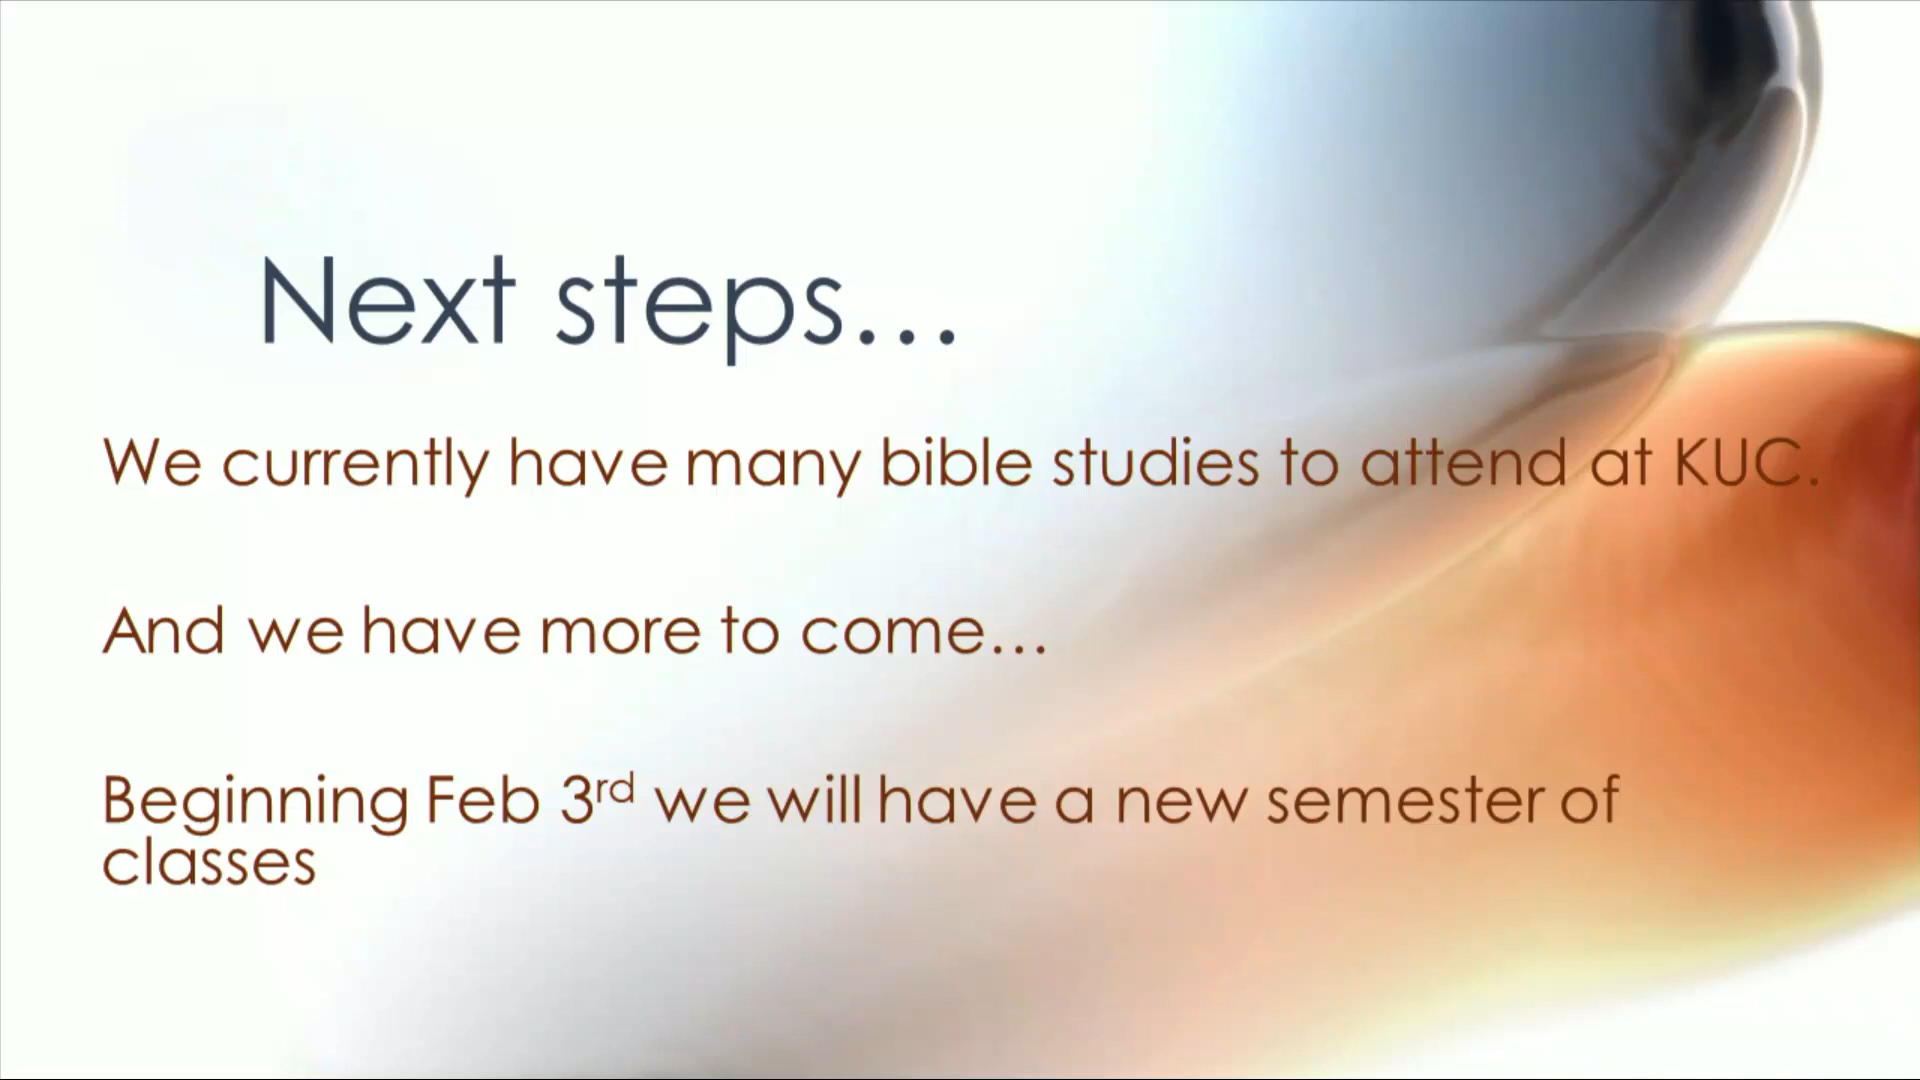 Next steps...
We currently have many bible studies to attend at KUC.
And we have more to come...
Beginning Feb 3rd we will have a new semester of
classes